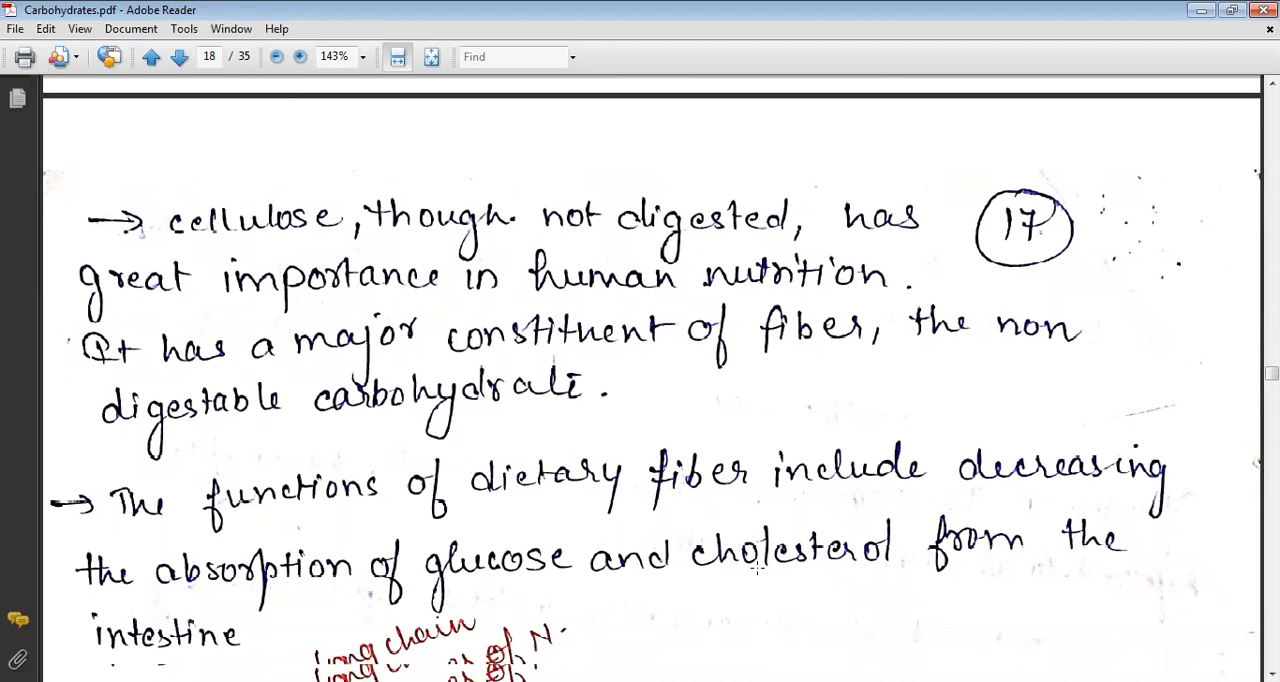 Carbohydrates.pdf - Adobe Reader
File Edit View Document Tools Window Help
18 / 35 143% Find
→ cellulose, though not digested, has
17
great importance in human nutrition.
It has a major constituent of fiber, the non
digestable carbohydrate.
→ The functions of dietary fiber include decreasing
the absorption of glucose and cholesterol from the
intestine
long chain
of N.